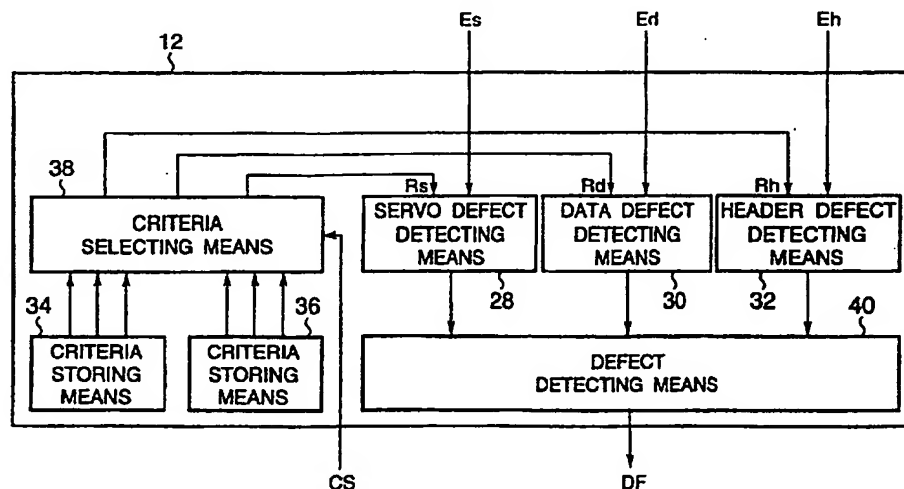 Es Ed Eh
12
38
Rs Rd Rh
CRITERIA
SELECTING MEANS
SERVO DEFECT
DETECTING
MEANS
DATA DEFECT
DETECTING
MEANS
HEADER DEFECT
DETECTING
MEANS
28
30
32
34
36
40
CRITERIA
STORING
MEANS
CRITERIA
STORING
MEANS
DEFECT
DETECTING MEANS
CS
DF